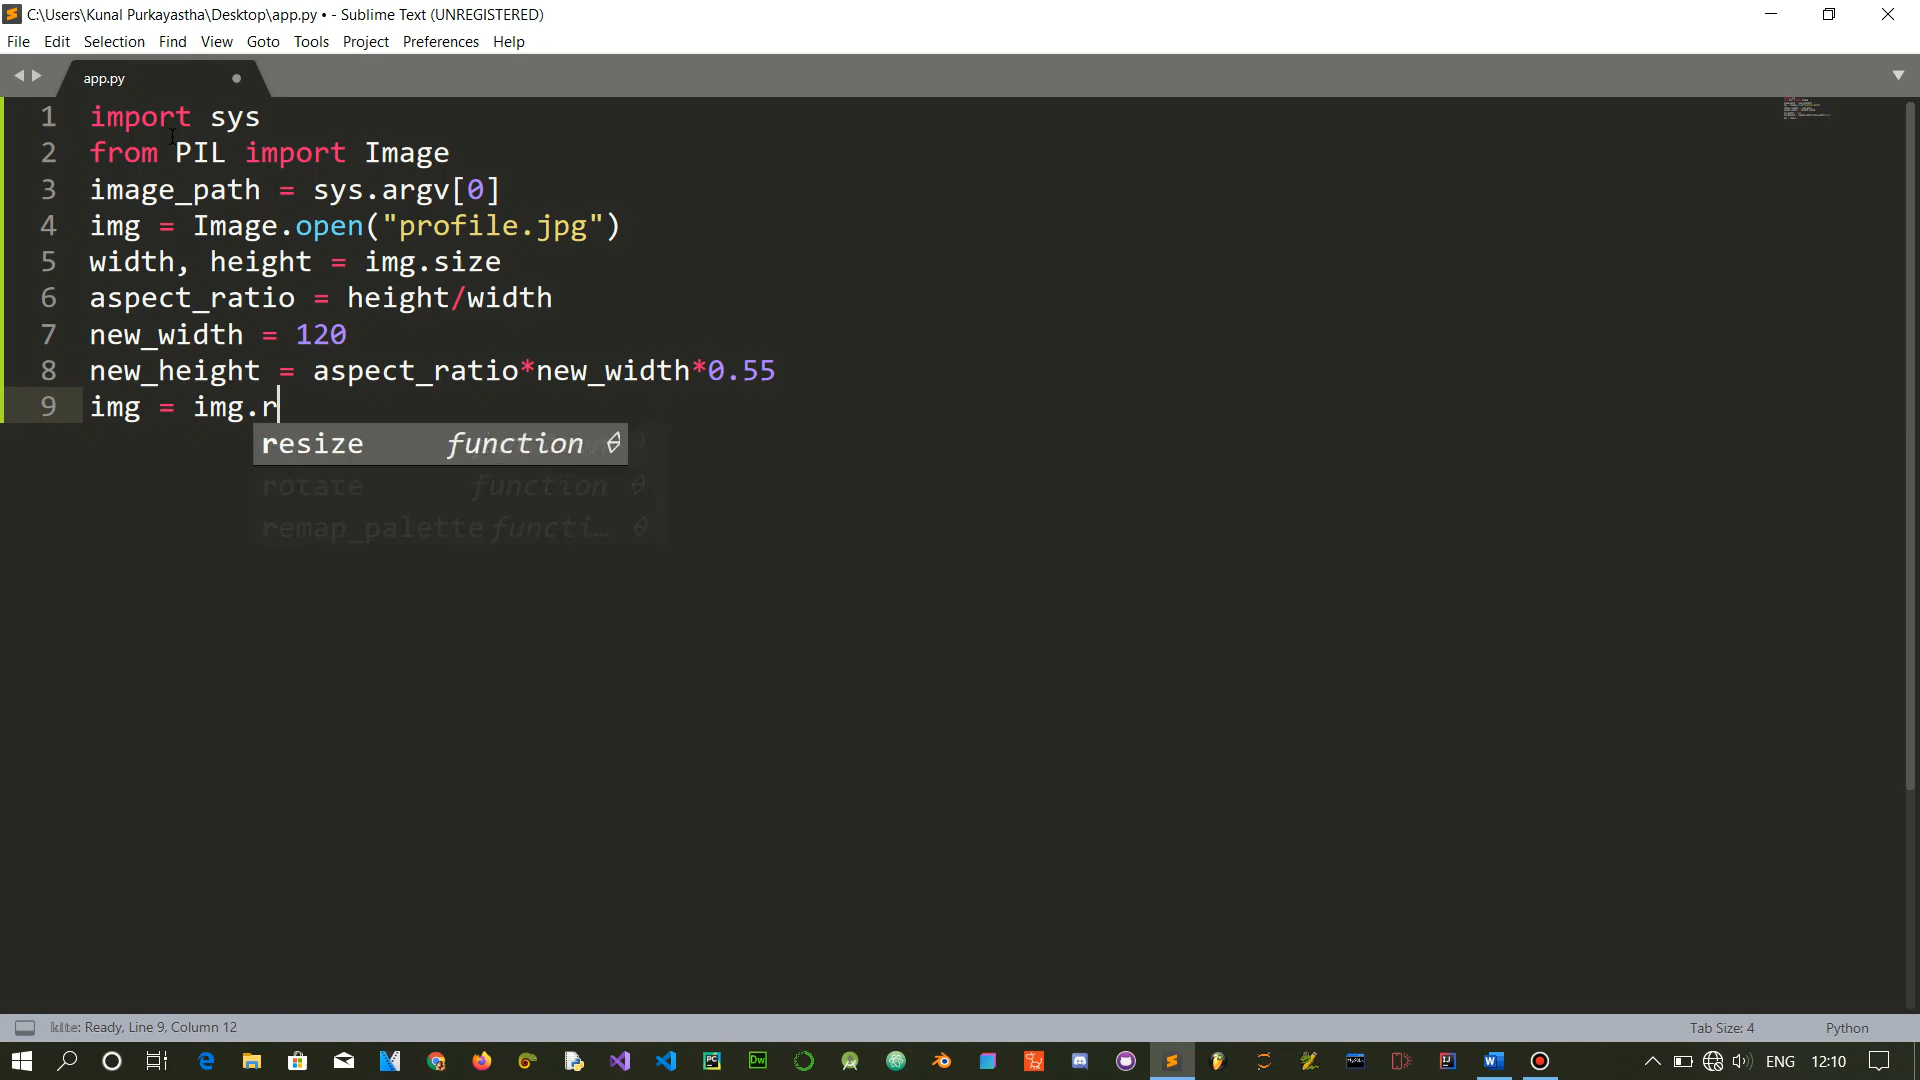 C:\Users\Kunal Purkayastha\Desktop\app.py • - Sublime Text (UNREGISTERED)
File Edit Selection Find View Goto Tools Project Preferences Help
app.py
1 import sys
2 from PIL import Image
3 image_path = sys.argv[0]
4 img = Image.open("profile.jpg")
5 width, height = img.size
6 aspect_ratio = height/width
7 new_width = 120
8 new_height = aspect_ratio*new_width*0.55
9 img = img.r
resize function
rotate function
remap_palette functi…
kite: Ready, Line 9, Column 12 Tab Size: 4 Python
ENG 12:10